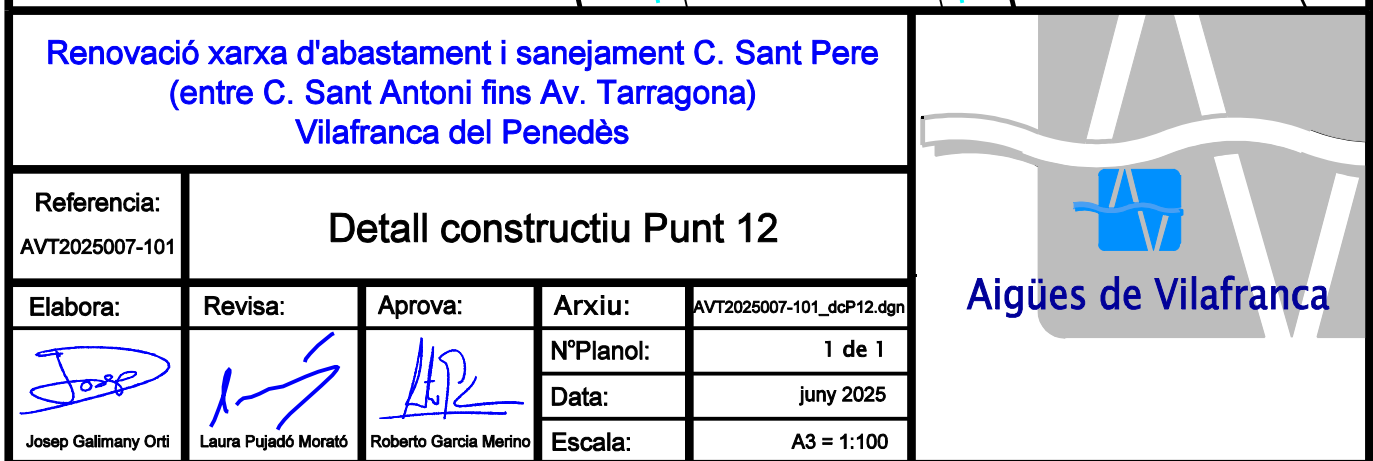 Renovació xarxa d'abastament i sanejament C. Sant Pere
(entre C. Sant Antoni fins Av. Tarragona)
Vilafranca del Penedès
Referencia:
AVT2025007-101
Detall constructiu Punt 12
Elabora:
Revisa:
Aprova:
Arxiu:
AVT2025007-101_dcP12.dgn
Josep
Josep Galimany Orti
Laura Pujadó Morató
Roberto Garcia Merino
NºPlanol:
1 de 1
Data:
juny 2025
Escala:
A3 = 1:100
Aigües de Vilafranca